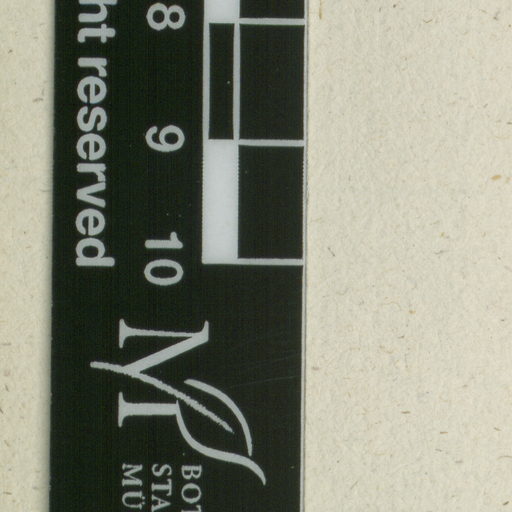 8 9 10
ht reserved
M
BOT
STA
MÜ